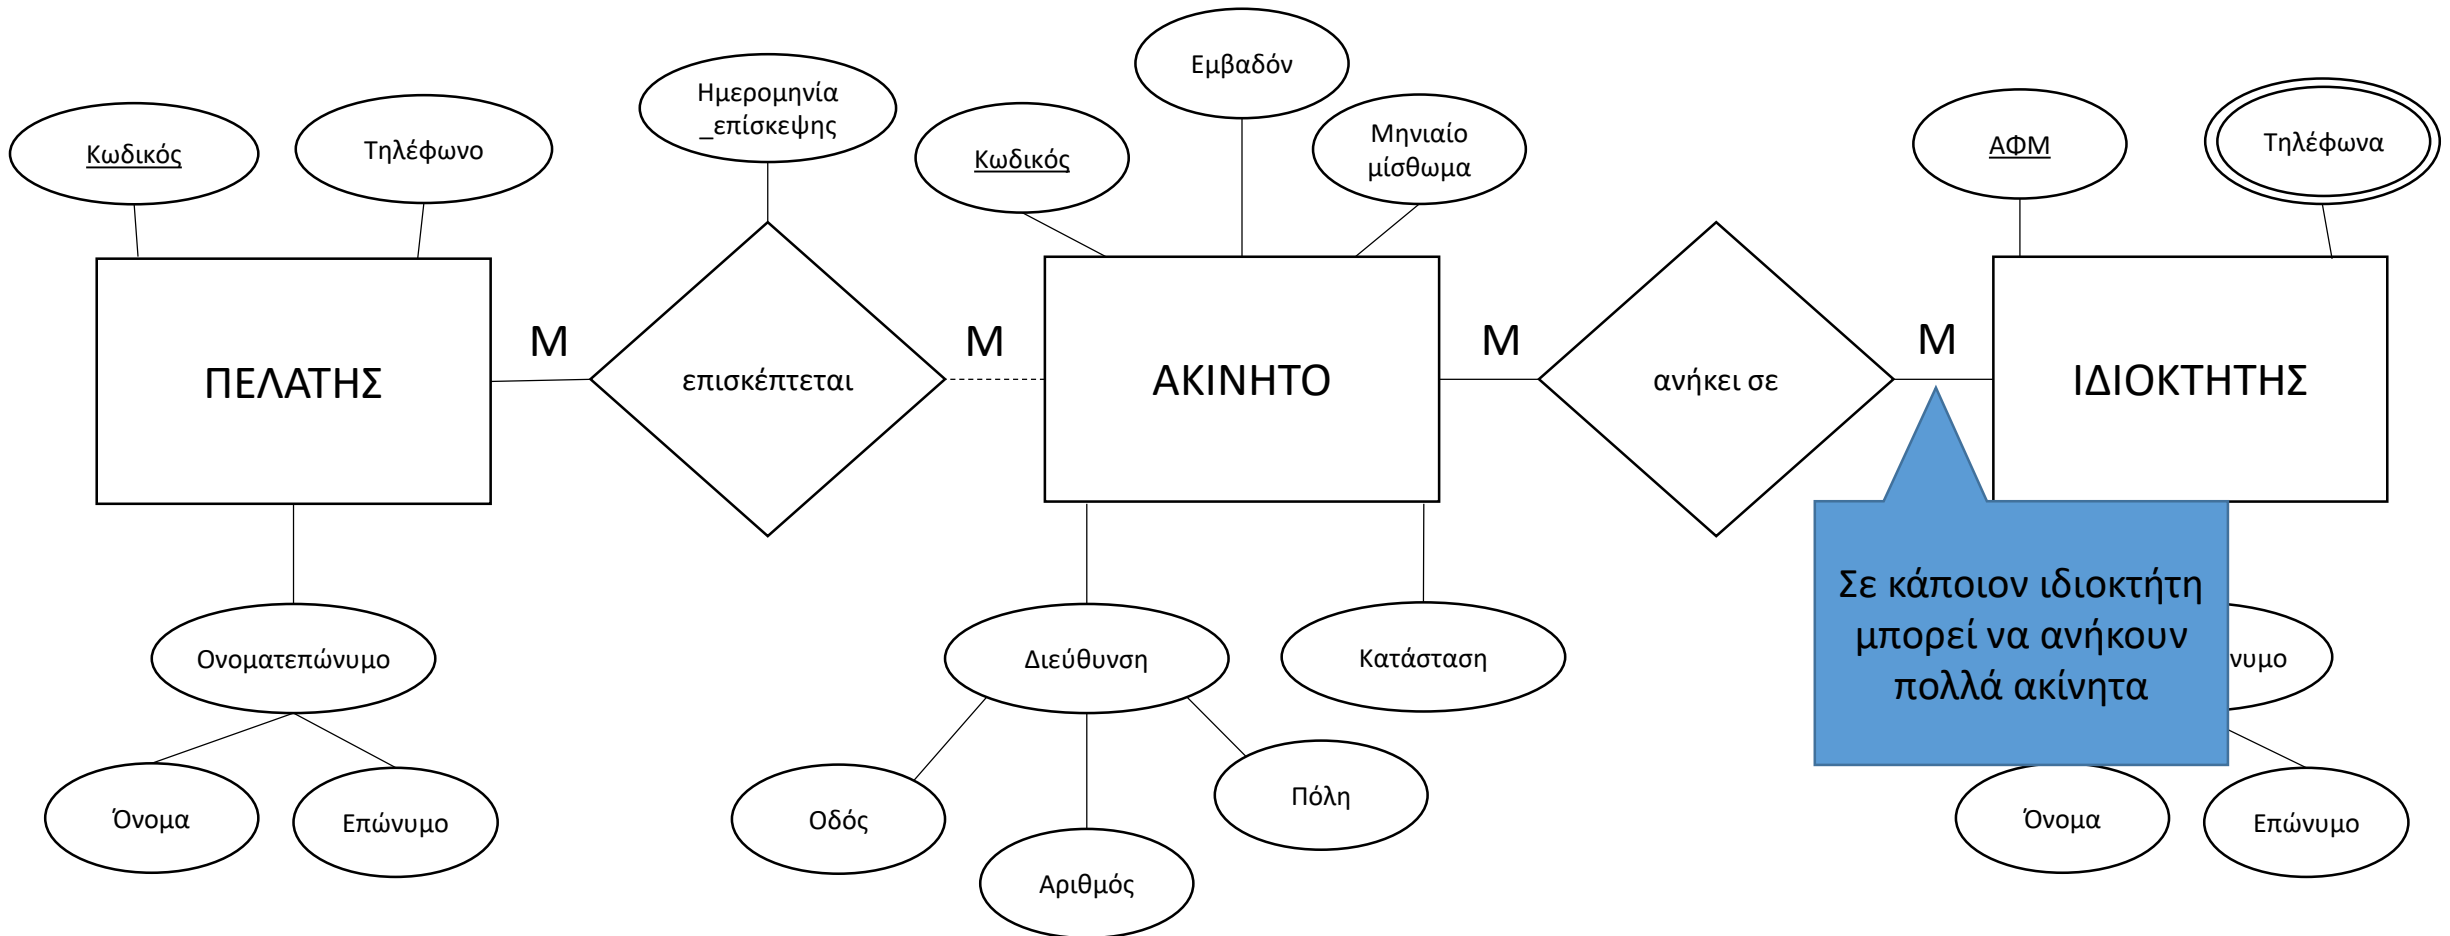 Εμβαδόν
Ημερομηνία
_επίσκεψης
Κωδικός
Τηλέφωνο
Κωδικός
Μηνιαίο
μίσθωμα
ΑΦΜ
Τηλέφωνα
Μ
Μ
Μ
Μ
ΠΕΛΑΤΗΣ
επισκέπτεται
ΑΚΙΝΗΤΟ
ανήκει σε
ΙΔΙΟΚΤΗΤΗΣ
Σε κάποιον ιδιοκτήτη
μπορεί να ανήκουν
πολλά ακίνητα
Ονοματεπώνυμο
Διεύθυνση
Κατάσταση
νυμο
Όνομα
Επώνυμο
Οδός
Αριθμός
Πόλη
Όνομα
Επώνυμο